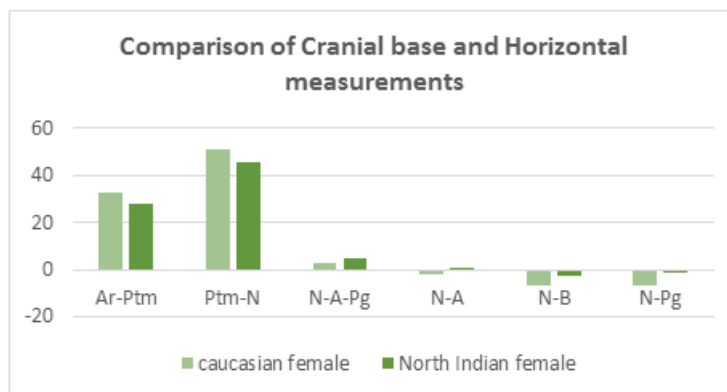 Comparison of Cranial base and Horizontal
measurements
60
40
20
0
-20
Ar-Ptm Ptm-N N-A-Pg N-A N-B N-Pg
caucasian female North Indian female